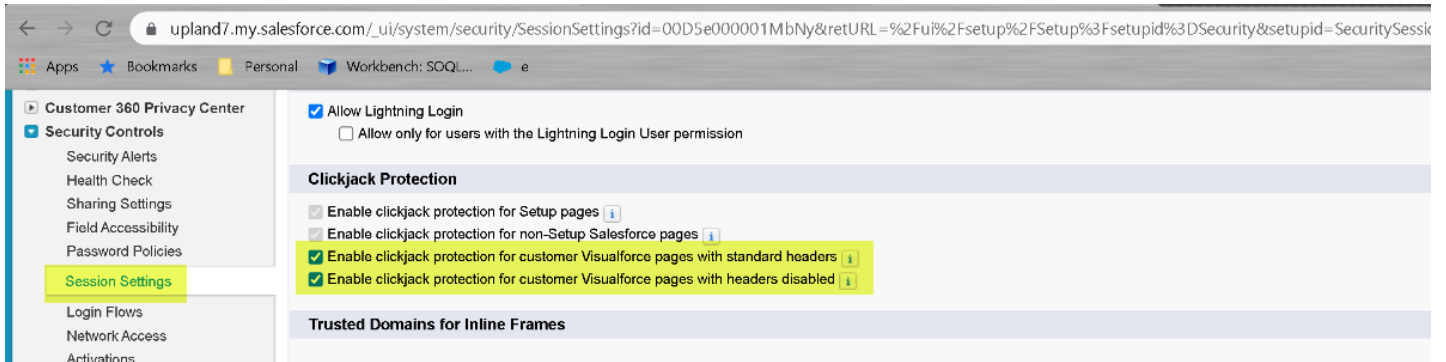 upland7.my.salesforce.com/_ui/system/security/SessionSettings?id=00D5e000001MbNy&retURL=%2Fui%2Fsetup%2FSetup%3Fsetupid%3DSecurity&setupid=SecuritySessio
Apps Bookmarks Personal Workbench: SOQL... e
Customer 360 Privacy Center
Security Controls
Security Alerts
Health Check
Sharing Settings
Field Accessibility
Password Policies
Session Settings
Login Flows
Network Access
Activations
Allow Lightning Login
Allow only for users with the Lightning Login User permission
Clickjack Protection
Enable clickjack protection for Setup pages i
Enable clickjack protection for non-Setup Salesforce pages i
Enable clickjack protection for customer Visualforce pages with standard headers i
Enable clickjack protection for customer Visualforce pages with headers disabled i
Trusted Domains for Inline Frames